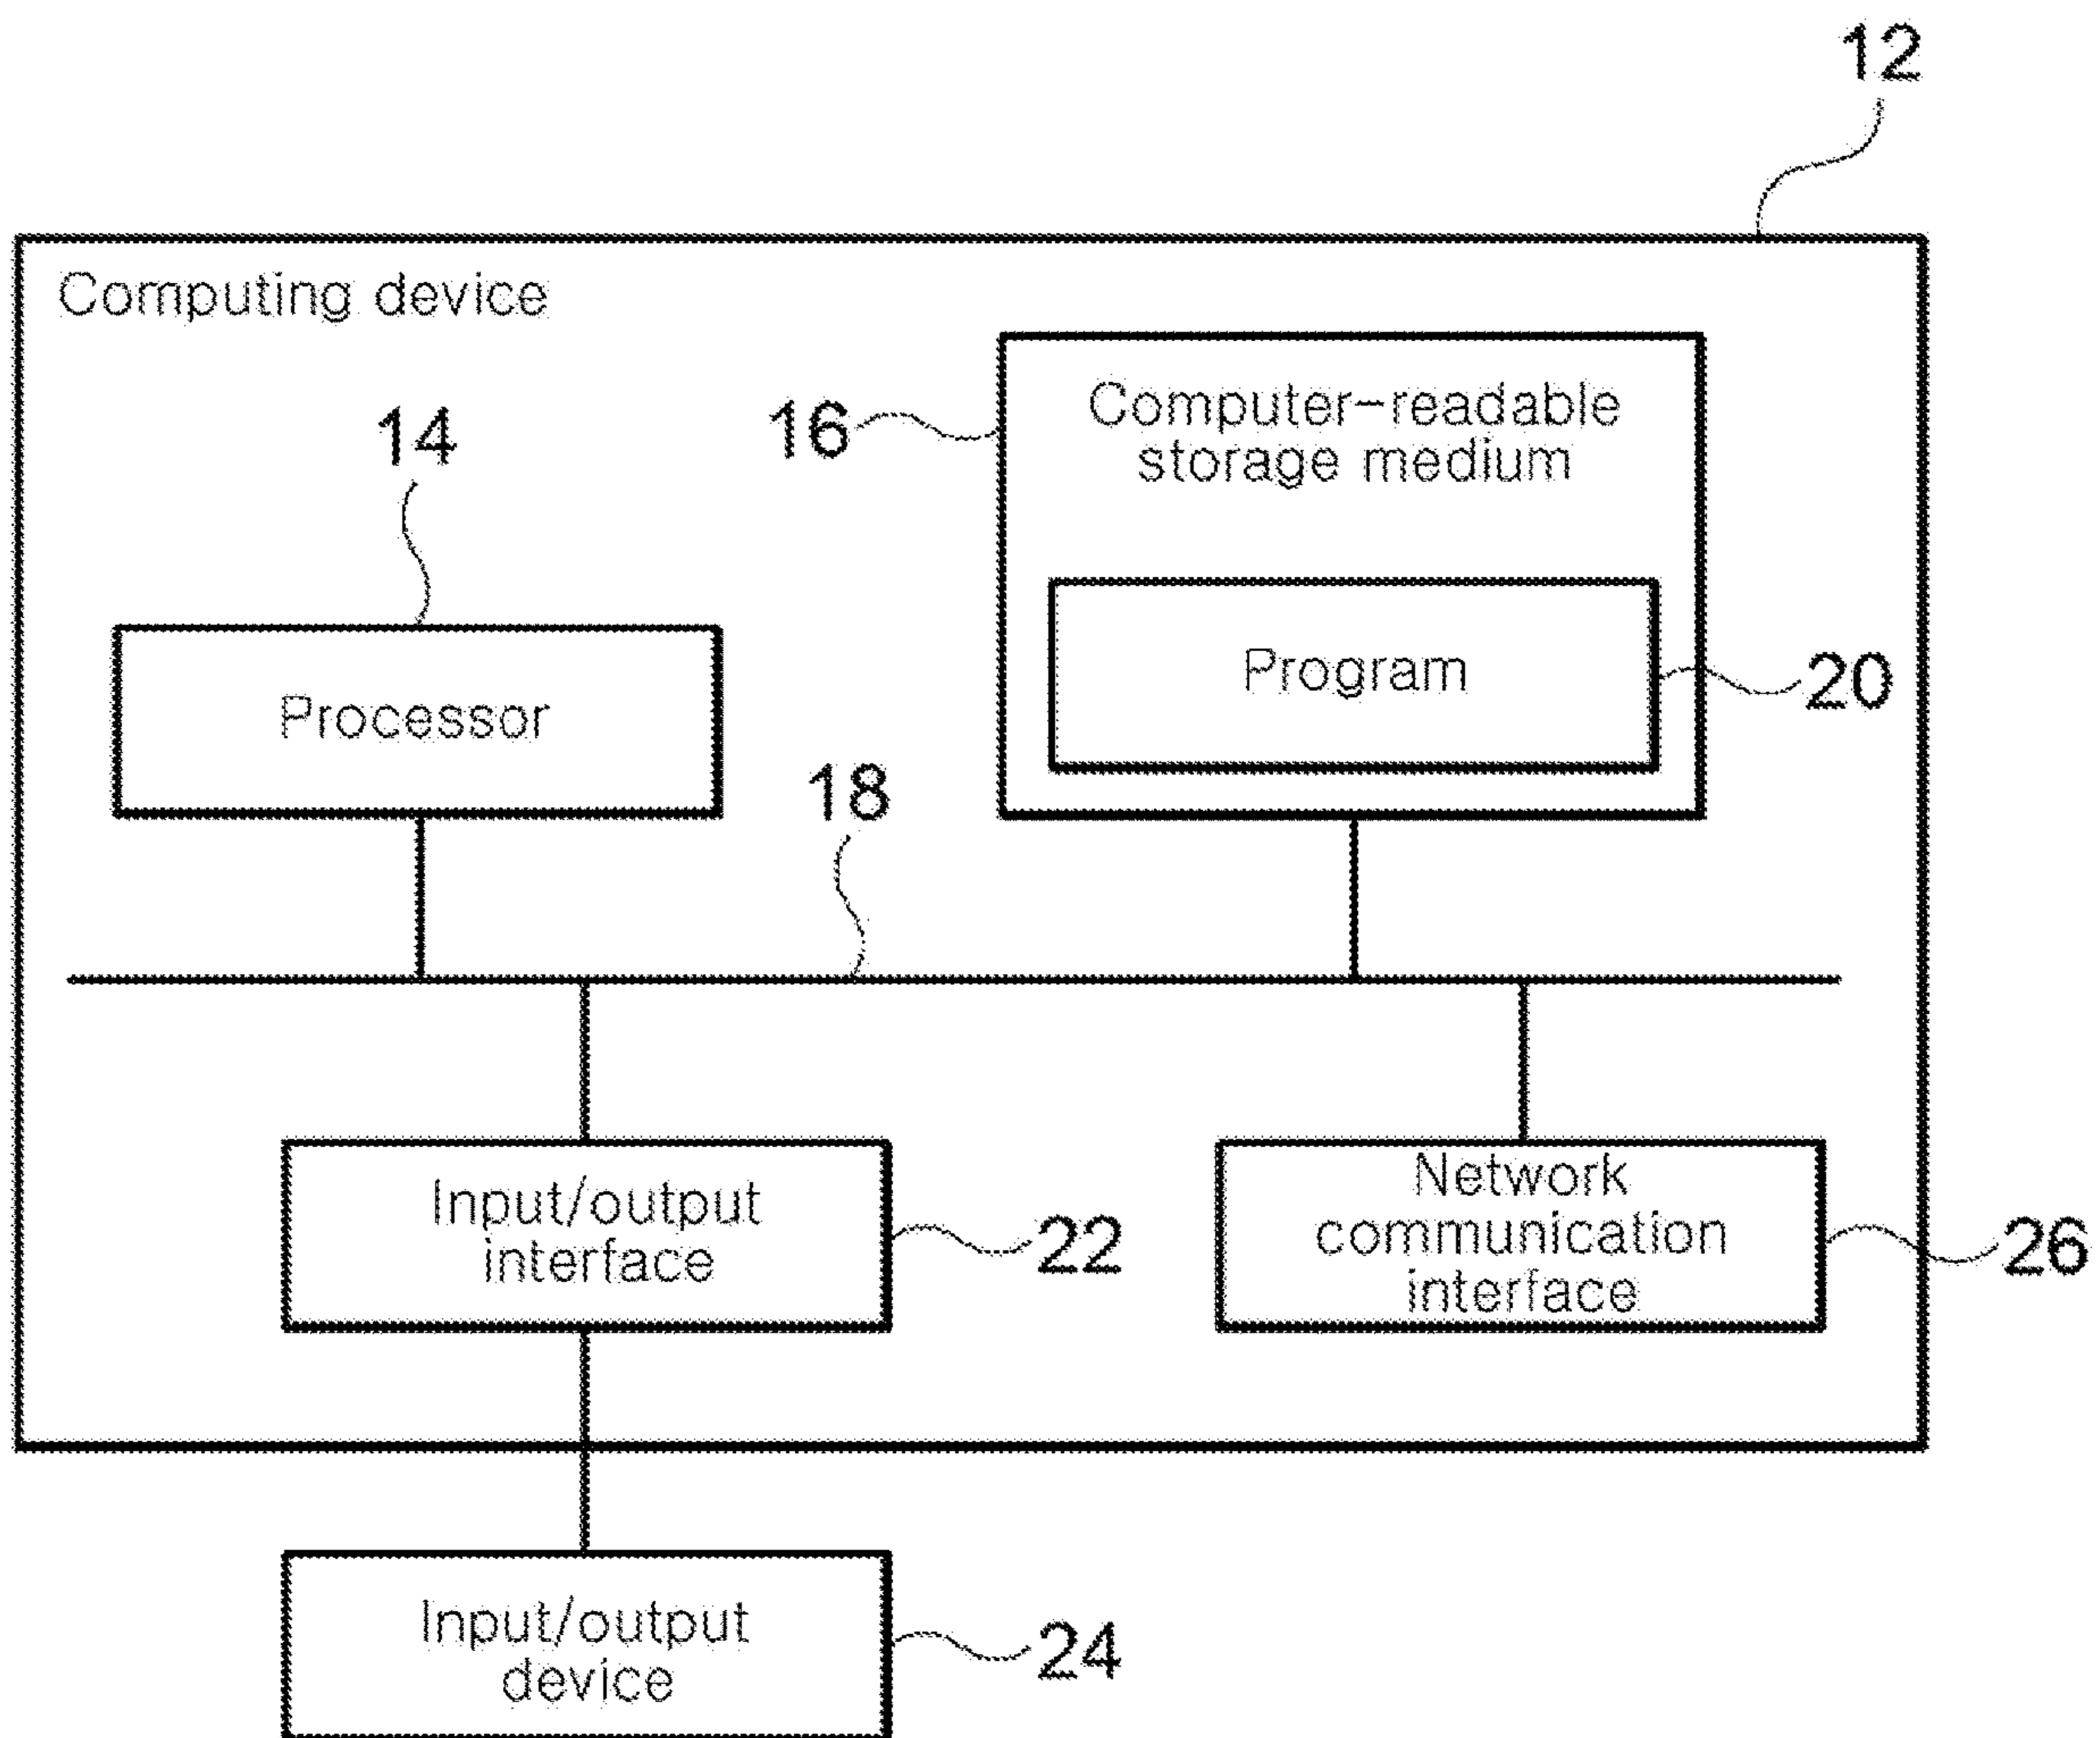 12
Computing device
14
16
Computer-readable
storage medium
Processor
Program
20
18
Input/output
interface
22
Network
communication
interface
26
Input/output
device
24